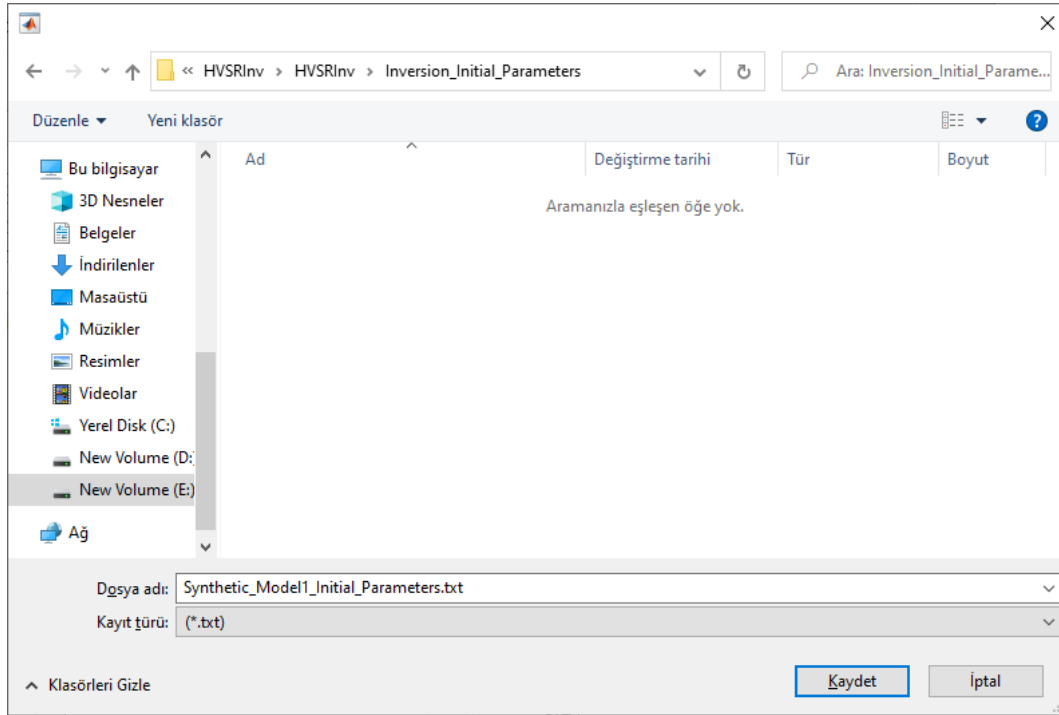 « HVSRInv > HVSRInv > Inversion_Initial_Parameters
Ara: Inversion_Initial_Parame...
Düzenle Yeni klasör
?
Ad Değiştirme tarihi Tür Boyut
Aramanızla eşleşen öğe yok.
Bu bilgisayar
3D Nesneler
Belgeler
İndirilenler
Masaüstü
Müzikler
Resimler
Videolar
Yerel Disk (C:)
New Volume (D:
New Volume (E:)
Ağ
Dosya adı: Synthetic_Model1_Initial_Parameters.txt
Kayıt türü: (*.txt)
Klasörleri Gizle
Kaydet İptal